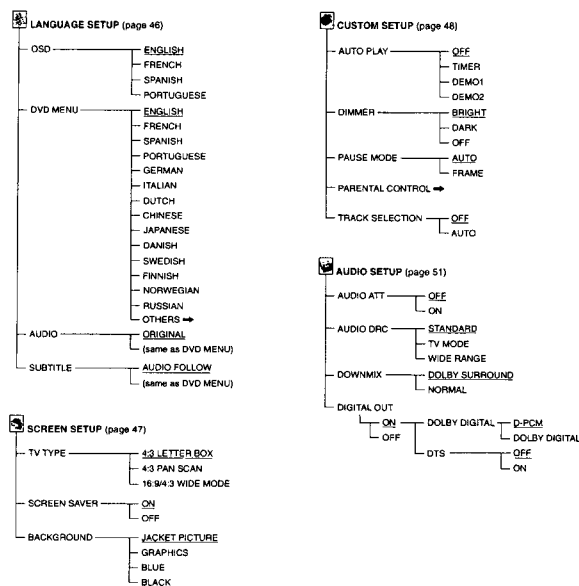 LANGUAGE SETUP (page 46)
OSD
ENGLISH
FRENCH
SPANISH
PORTUGUESE
DVD MENU
ENGLISH
FRENCH
SPANISH
PORTUGUESE
GERMAN
ITALIAN
DUTCH
CHINESE
JAPANESE
DANISH
SWEDISH
FINNISH
NORWEGIAN
RUSSIAN
OTHERS ➡
AUDIO
ORIGINAL
(same as DVD MENU)
SUBTITLE
AUDIO FOLLOW
(same as DVD MENU)
SCREEN SETUP (page 47)
TV TYPE
4:3 LETTER BOX
4:3 PAN SCAN
16:9/4:3 WIDE MODE
SCREEN SAVER
ON
OFF
BACKGROUND
JACKET PICTURE
GRAPHICS
BLUE
BLACK
CUSTOM SETUP (page 48)
AUTO PLAY
OFF
TIMER
DEMO1
DEMO2
DIMMER
BRIGHT
DARK
OFF
PAUSE MODE
AUTO
FRAME
PARENTAL CONTROL ➡
TRACK SELECTION
OFF
AUTO
AUDIO SETUP (page 51)
AUDIO ATT
OFF
ON
AUDIO DRC
STANDARD
TV MODE
WIDE RANGE
DOWNMIX
DOLBY SURROUND
NORMAL
DIGITAL OUT
ON
OFF
DOLBY DIGITAL
D-PCM
DOLBY DIGITAL
DTS
OFF
ON